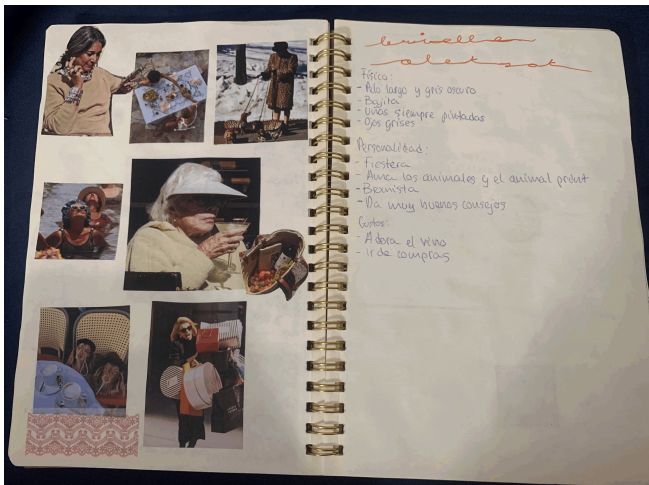 Físico:
- Pelo largo y gris oscuro
- Bajita
- Uñas siempre pintadas
- Ojos grises
Personalidad:
- Fiestera
- Ama los animales y el animal print
- Bromista
- Da muy buenos consejos
Gustos:
- Adora el vino
- Ir de compras